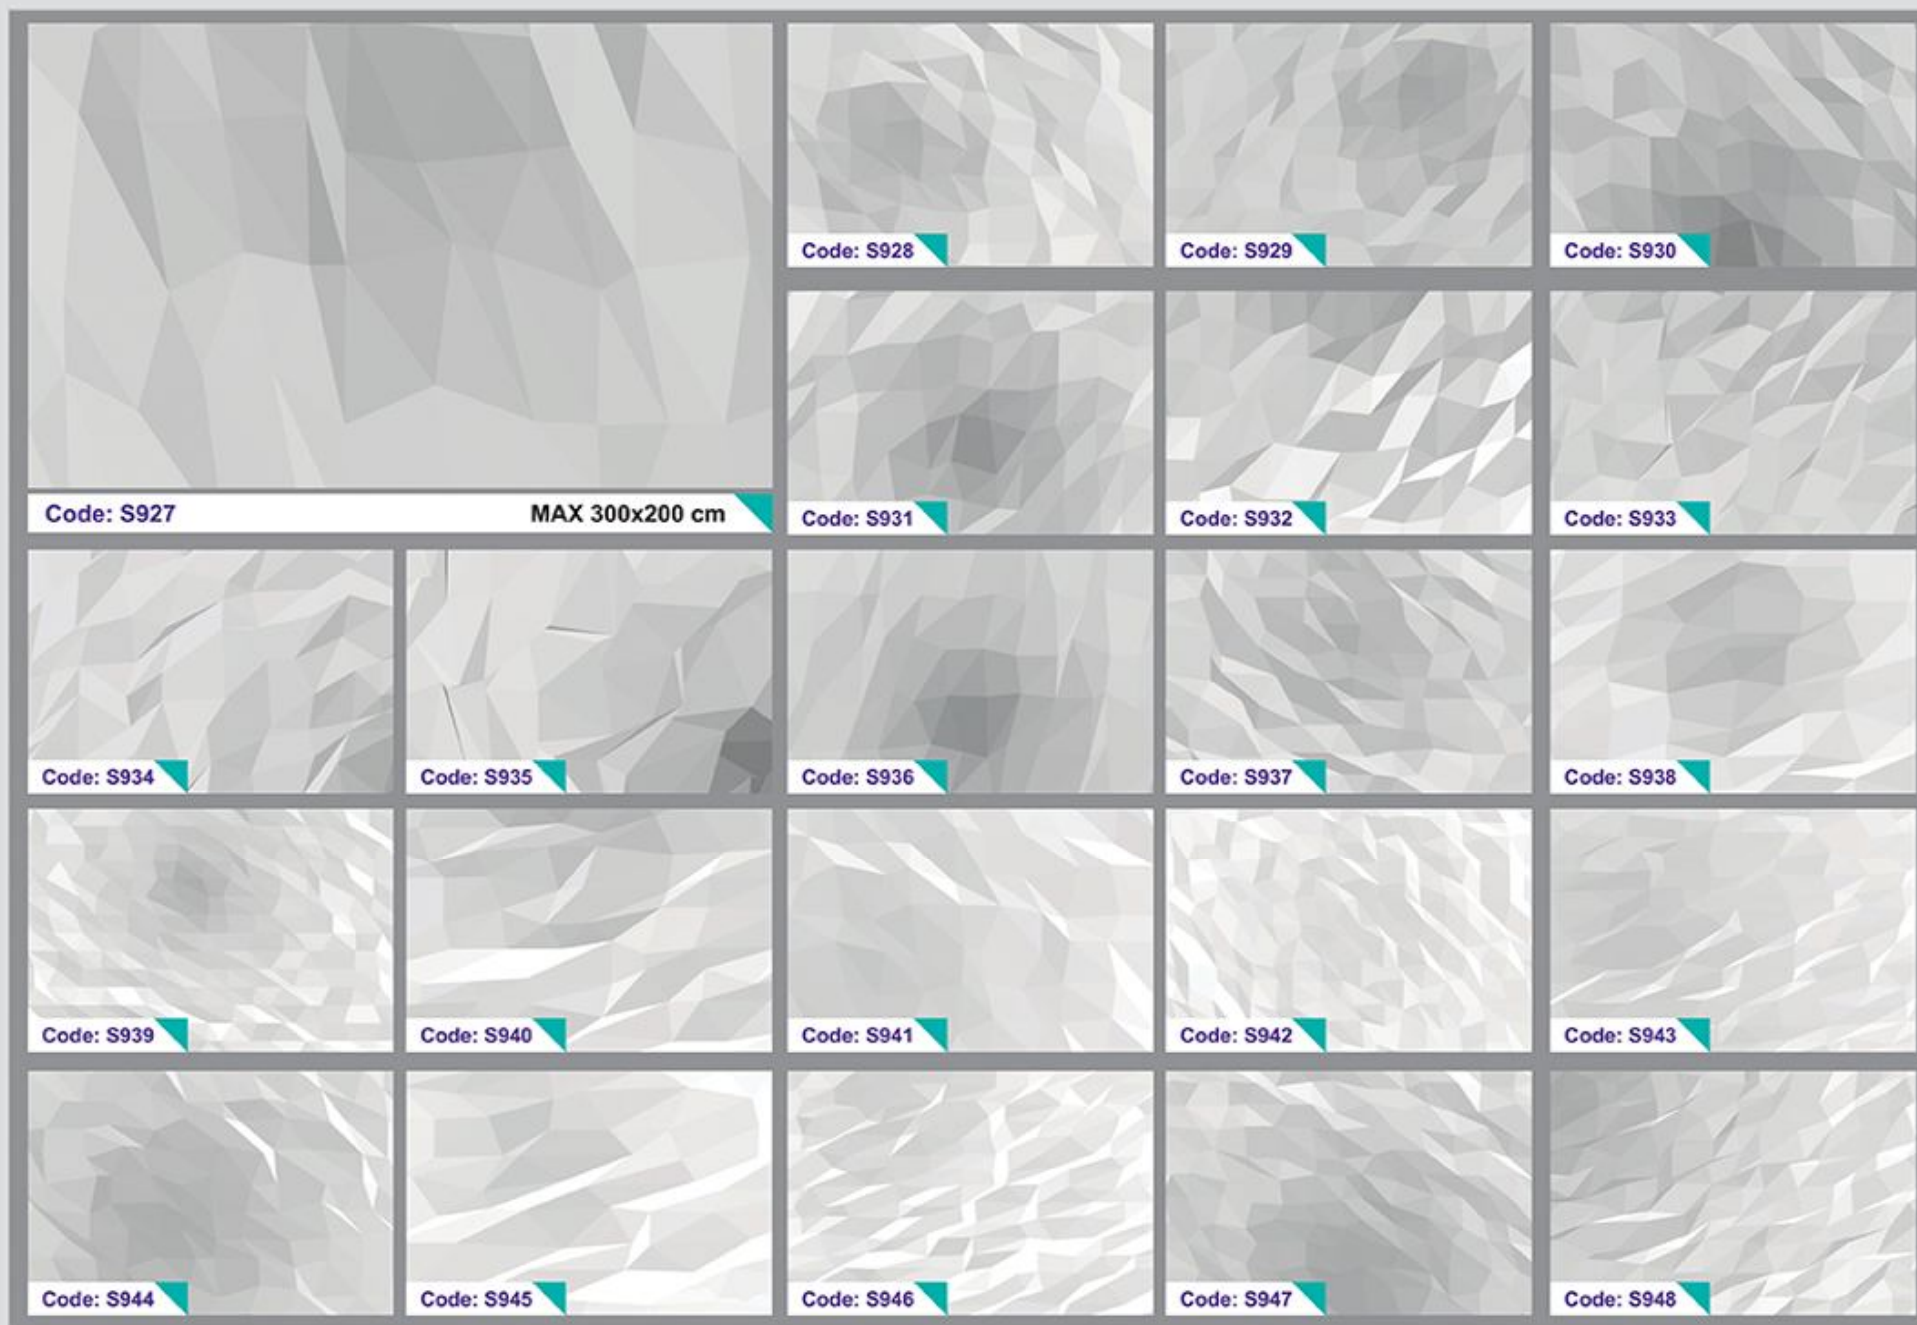 Code: S928
Code: S929
Code: S930
Code: S927 MAX 300x200 cm
Code: S931
Code: S932
Code: S933
Code: S934
Code: S935
Code: S936
Code: S937
Code: S938
Code: S939
Code: S940
Code: S941
Code: S942
Code: S943
Code: S944
Code: S945
Code: S946
Code: S947
Code: S948